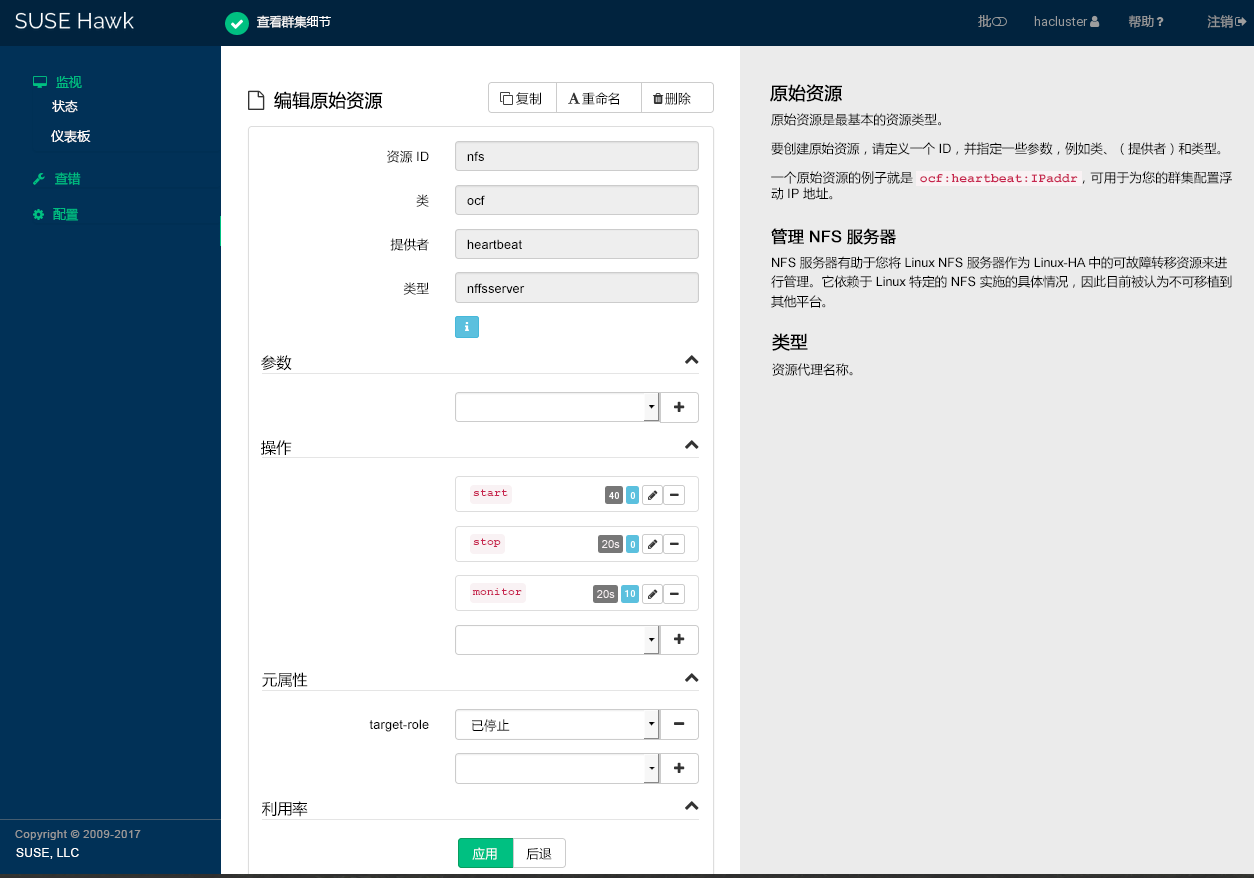 SUSE Hawk
查看群集细节
批
hacluster
帮助?
注销
监视
状态
仪表板
查错
配置
Copyright © 2009-2017
SUSE, LLC
编辑原始资源
复制
A重命名
删除
资源 ID
nfs
类
ocf
提供者
heartbeat
类型
nffsserver
i
参数
操作
start
40 0
stop
20s 0
monitor
20s 10
元属性
target-role
已停止
利用率
应用
后退
原始资源
原始资源是最基本的资源类型。
要创建原始资源，请定义一个 ID，并指定一些参数，例如类、（ 提供者 ）和类型。
一个原始资源的例子就是 ocf:heartbeat:IPaddr，可用于为您的群集配置浮
动 IP 地址。
管理 NFS 服务器
NFS 服务器有助于您将 Linux NFS 服务器作为 Linux-HA 中的可故障转移资源来进
行管理。它依赖于 Linux 特定的 NFS 实施的具体情况，因此目前被认为不可移植到
其他平台。
类型
资源代理名称。